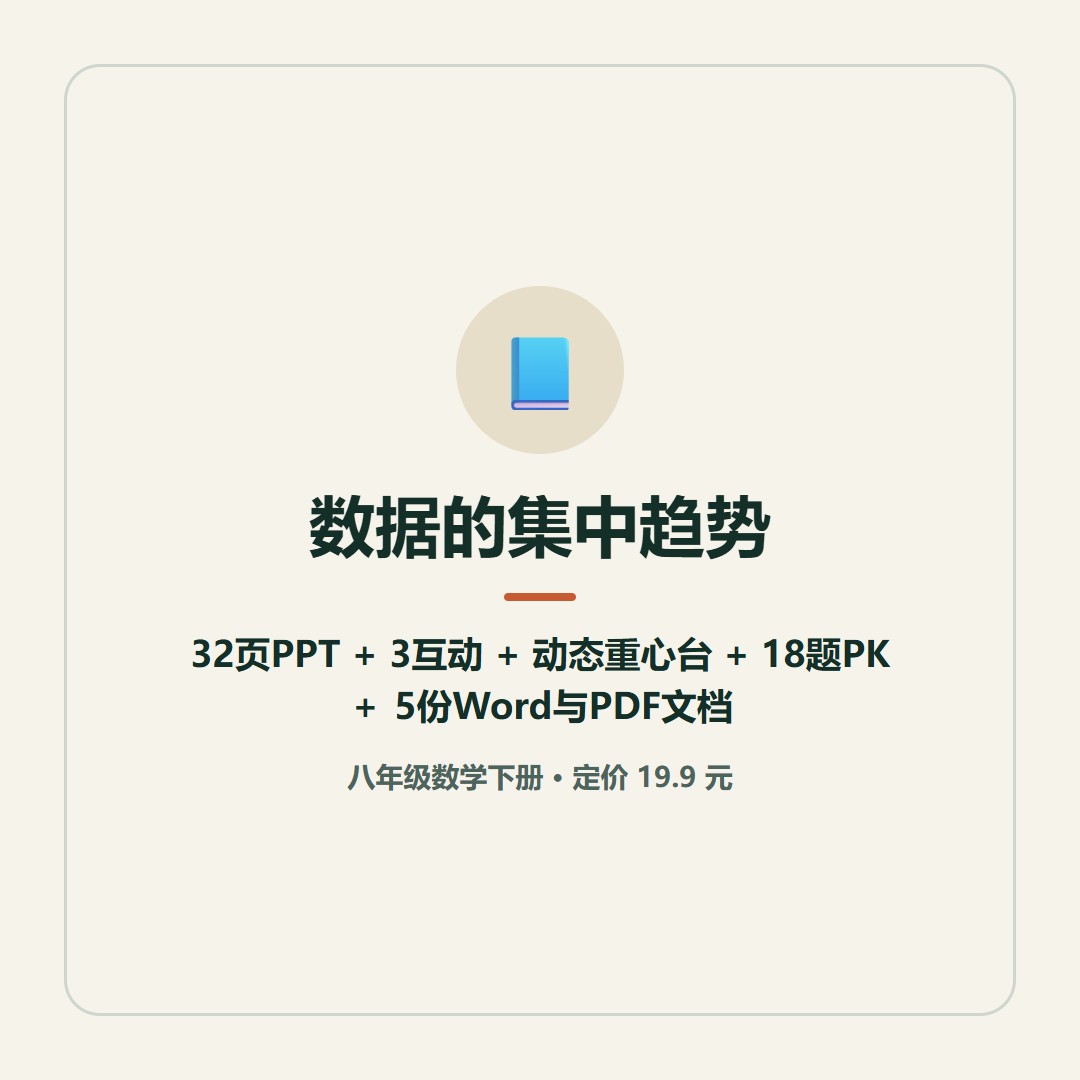 数据的集中趋势
32页PPT + 3互动 + 动态重心台 + 18题PK
+ 5份Word与PDF文档
八年级数学下册 • 定价 19.9 元